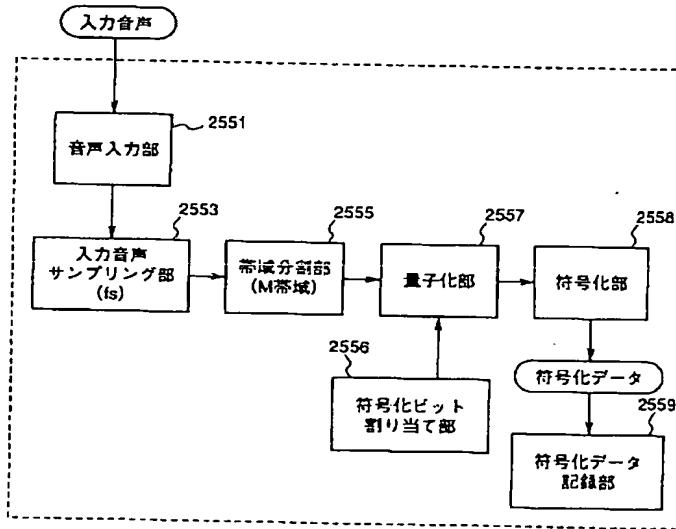 入力音声
2551
音声入力部
2553
入力音声
サンプリング部
(fs)
2555
帯域分割部
(M帯域)
2557
量子化部
2558
符号化部
2556
符号化ビット
割り当て部
符号化データ
2559
符号化データ
記録部